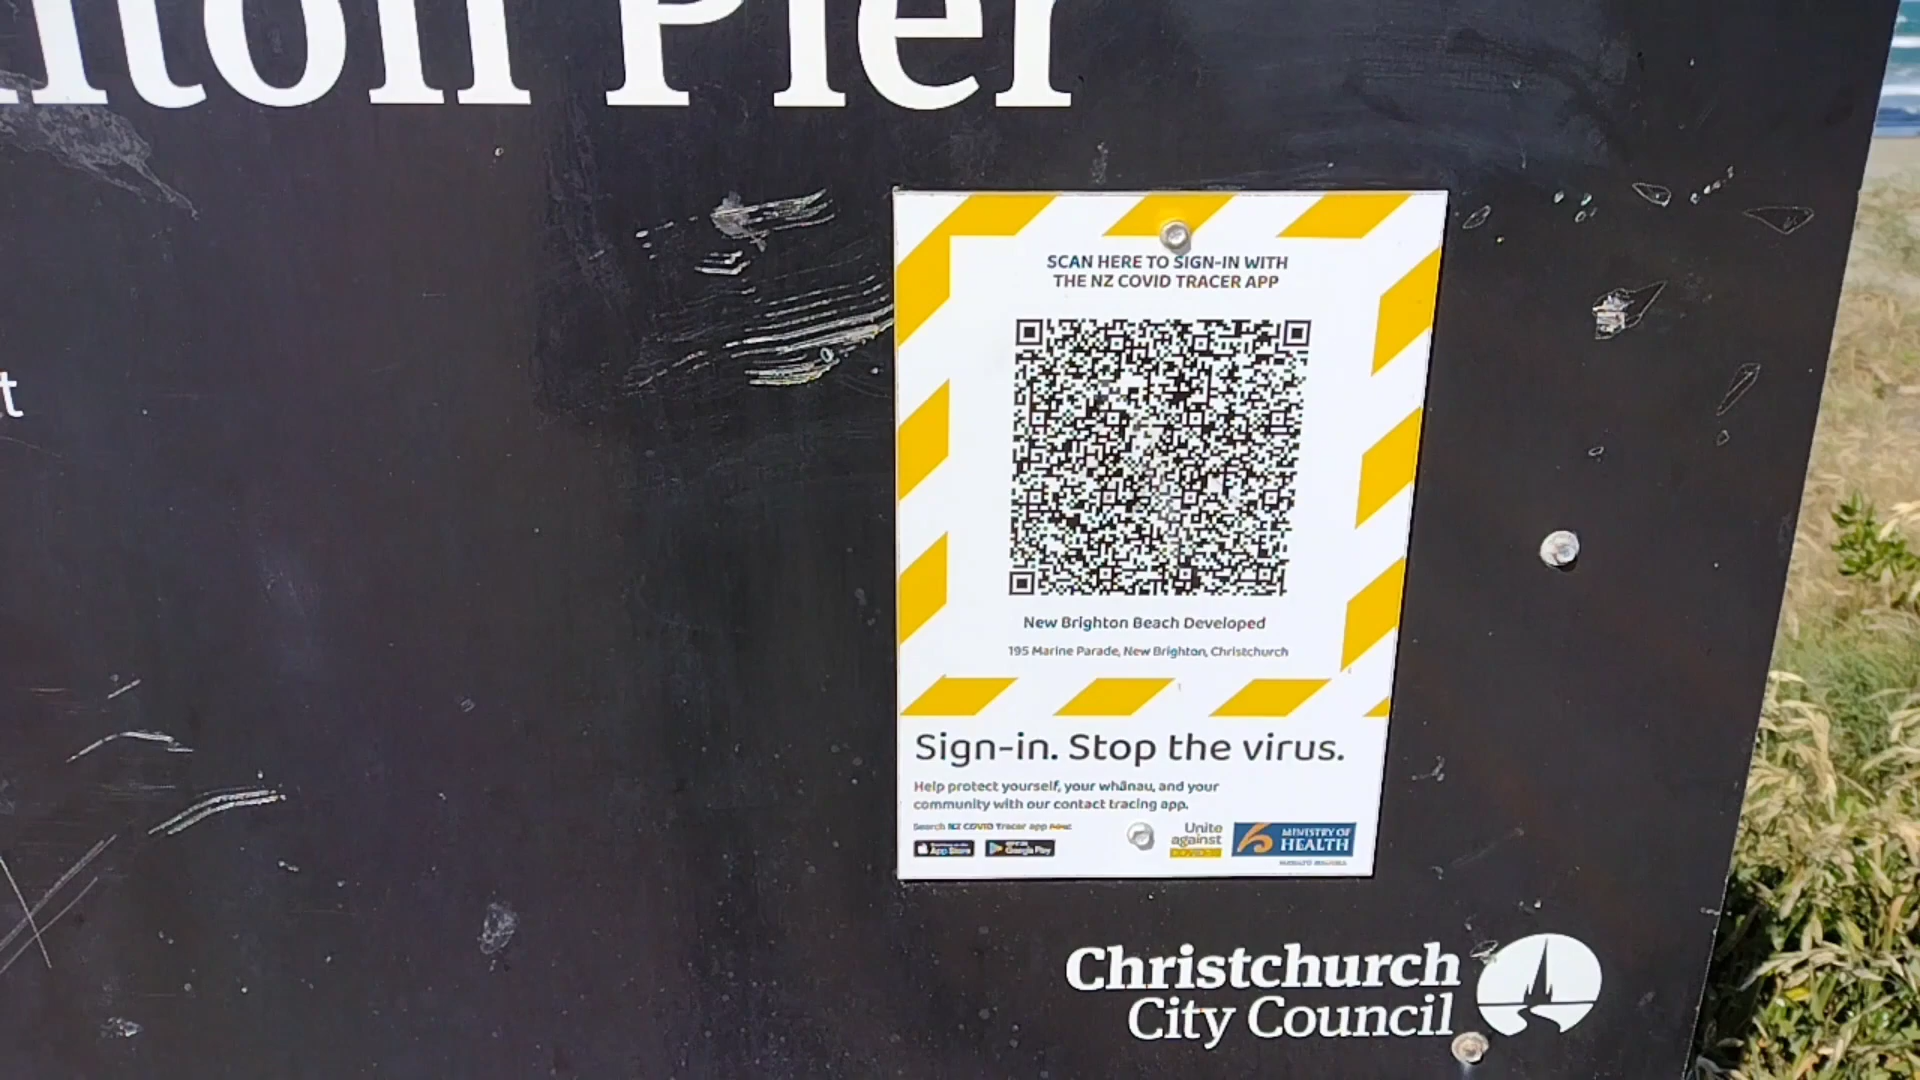 Pier
t
SCAN HERE TO SIGN-IN WITH
THE NZ COVID TRACER APP
New Brighton Beach Developed
195 Marine Parade, New Brighton, Christchurch
Sign-in. Stop the virus.
Help protect yourself, your whānau, and your
community with our contact tracing app.
Search NZ COVID Tracer app now:
App Store
Google Play
Unite
against
COVID-19
MINISTRY OF
HEALTH
Christchurch
City Council